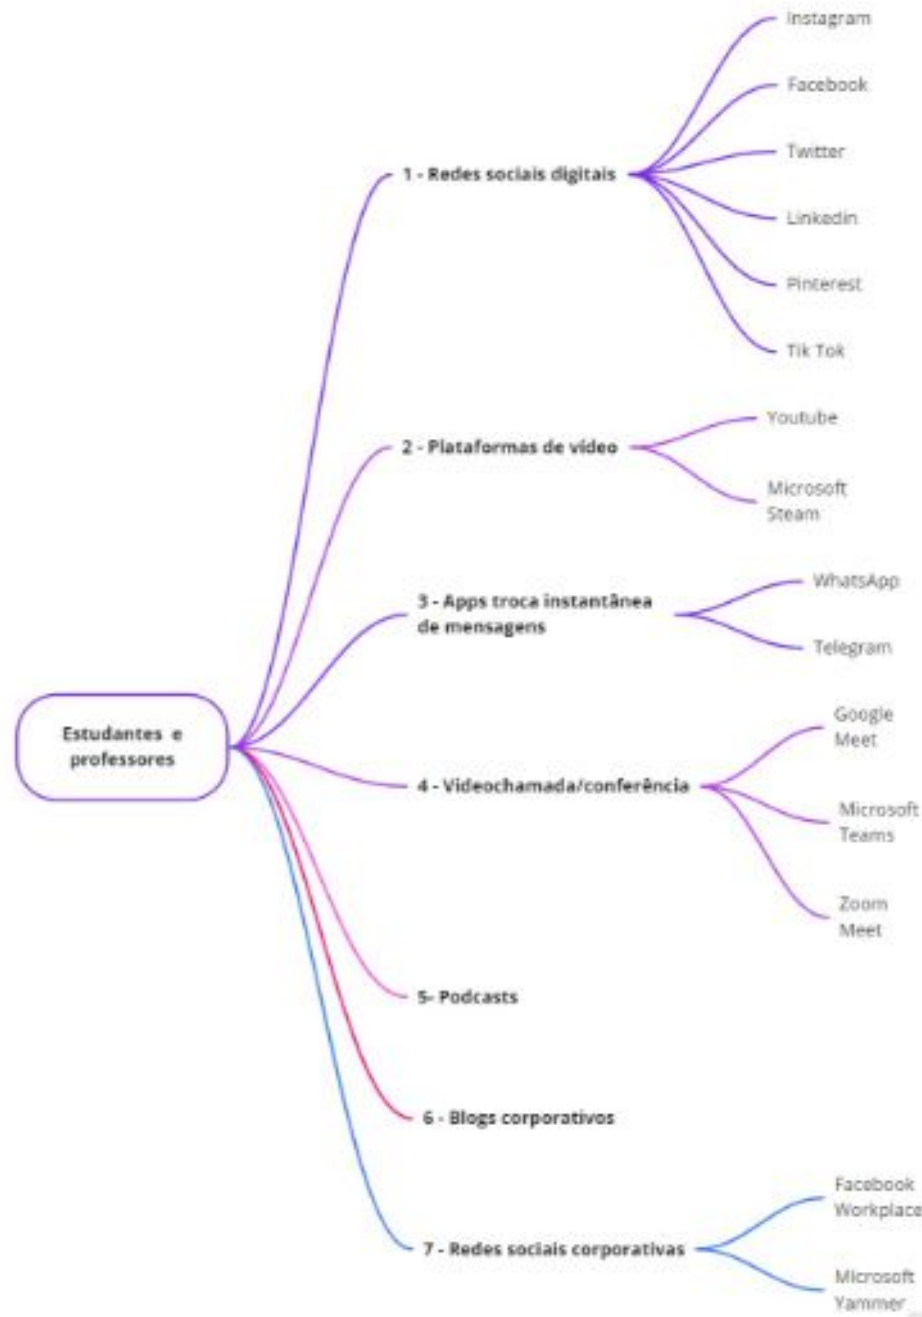 Estudantes e
professores
1 - Redes sociais digitais
Instagram
Facebook
Twitter
Linkedin
Pinterest
Tik Tok
2 - Plataformas de vídeo
Youtube
Microsoft
Steam
3 - Apps troca instantânea
de mensagens
WhatsApp
Telegram
4 - Videochamada/conferência
Google
Meet
Microsoft
Teams
Zoom
Meet
5- Podcasts
6 - Blogs corporativos
7 - Redes sociais corporativas
Facebook
Workplace
Microsoft
Yammer